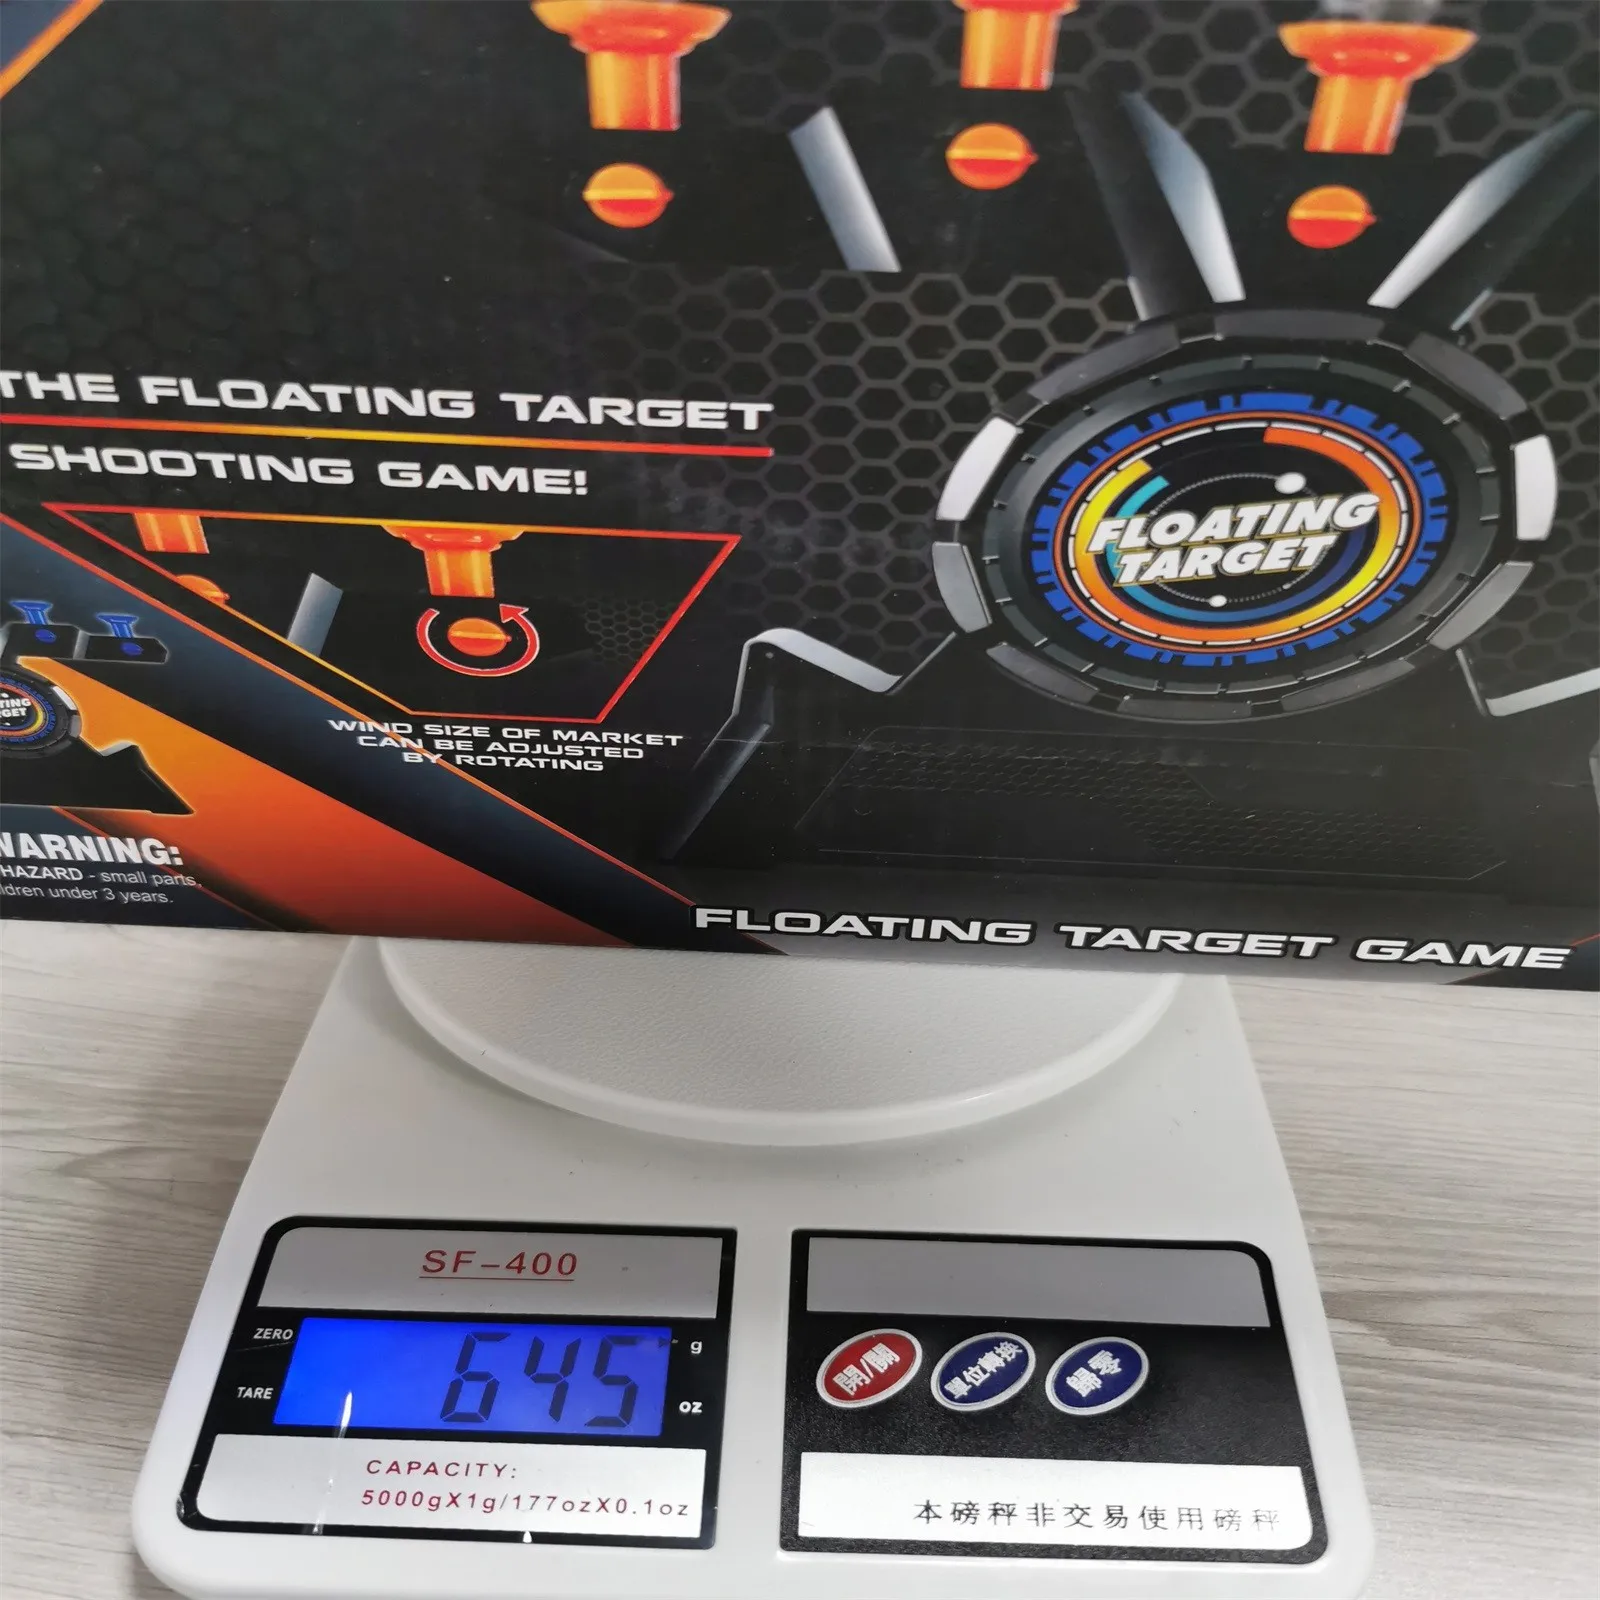 THE FLOATING TARGET
SHOOTING GAME!
FLOATING
TARGET
WIND SIZE OF MARKET
CAN BE ADJUSTED
BY ROTATING
WARNING:
HAZARD - small parts,
under 3 years.
FLOATING TARGET GAME
SF-400
ZERO
645
g
TARE
oz
CAPACITY:
5000gX1g/177ozX0.1oz
開/關
單位轉換
歸零
本磅秤非交易使用磅秤